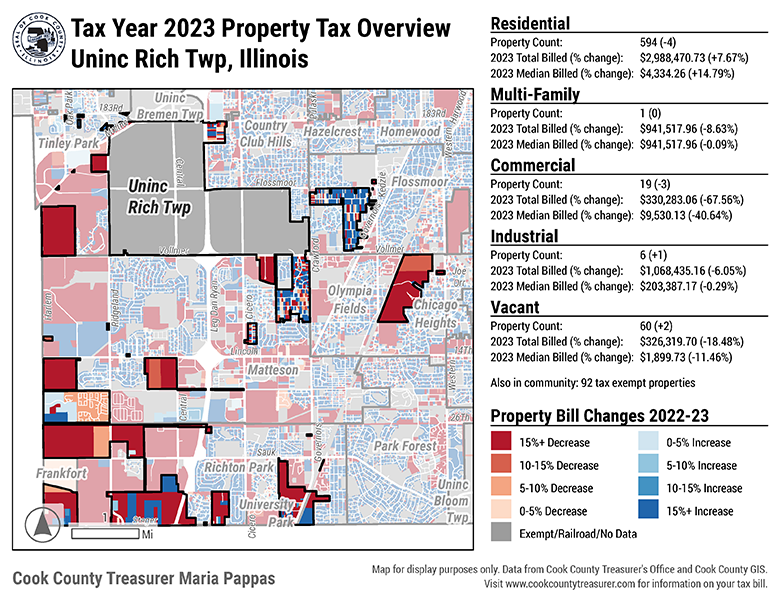 Tax Year 2023 Property Tax Overview
Uninc Rich Twp, Illinois
SEAL OF COOK COUNTY
ILLINOIS
183Rd
Uninc
Bremen Twp
Tinley Park
Country
Club Hills
Hazelcrest
Homewood
183Rd
Western
Central
Flossmoor
Flossmoor
Kedzie
Uninc
Rich Twp
Vollmer
Vollmer
Crawford
Harlem
Ridgeland
Leg Dan Ryan
Cicero
Olympia
Fields
Joe
Orr
Chicago
Heights
Lincoln
14Th
Matteson
Western
Central
26Th
Governors
Sauk
Park Forest
Frankfort
Richton Park
University
Park
Uninc
Bloom
Twp
Steger
Cicero
1
Mi
Residential
Property Count: 594 (-4)
2023 Total Billed (% change): $2,988,470.73 (+7.67%)
2023 Median Billed (% change): $4,334.26 (+14.79%)
Multi-Family
Property Count: 1 (0)
2023 Total Billed (% change): $941,517.96 (-8.63%)
2023 Median Billed (% change): $941,517.96 (-0.09%)
Commercial
Property Count: 19 (-3)
2023 Total Billed (% change): $330,283.06 (-67.56%)
2023 Median Billed (% change): $9,530.13 (-40.64%)
Industrial
Property Count: 6 (+1)
2023 Total Billed (% change): $1,068,435.16 (-6.05%)
2023 Median Billed (% change): $203,387.17 (-0.29%)
Vacant
Property Count: 60 (+2)
2023 Total Billed (% change): $326,319.70 (-18.48%)
2023 Median Billed (% change): $1,899.73 (-11.46%)
Also in community: 92 tax exempt properties
Property Bill Changes 2022-23
15%+ Decrease
10-15% Decrease
5-10% Decrease
0-5% Decrease
Exempt/Railroad/No Data
0-5% Increase
5-10% Increase
10-15% Increase
15%+ Increase
Cook County Treasurer Maria Pappas
Map for display purposes only. Data from Cook County Treasurer's Office and Cook County GIS.
Visit www.cookcountytreasurer.com for information on your tax bill.